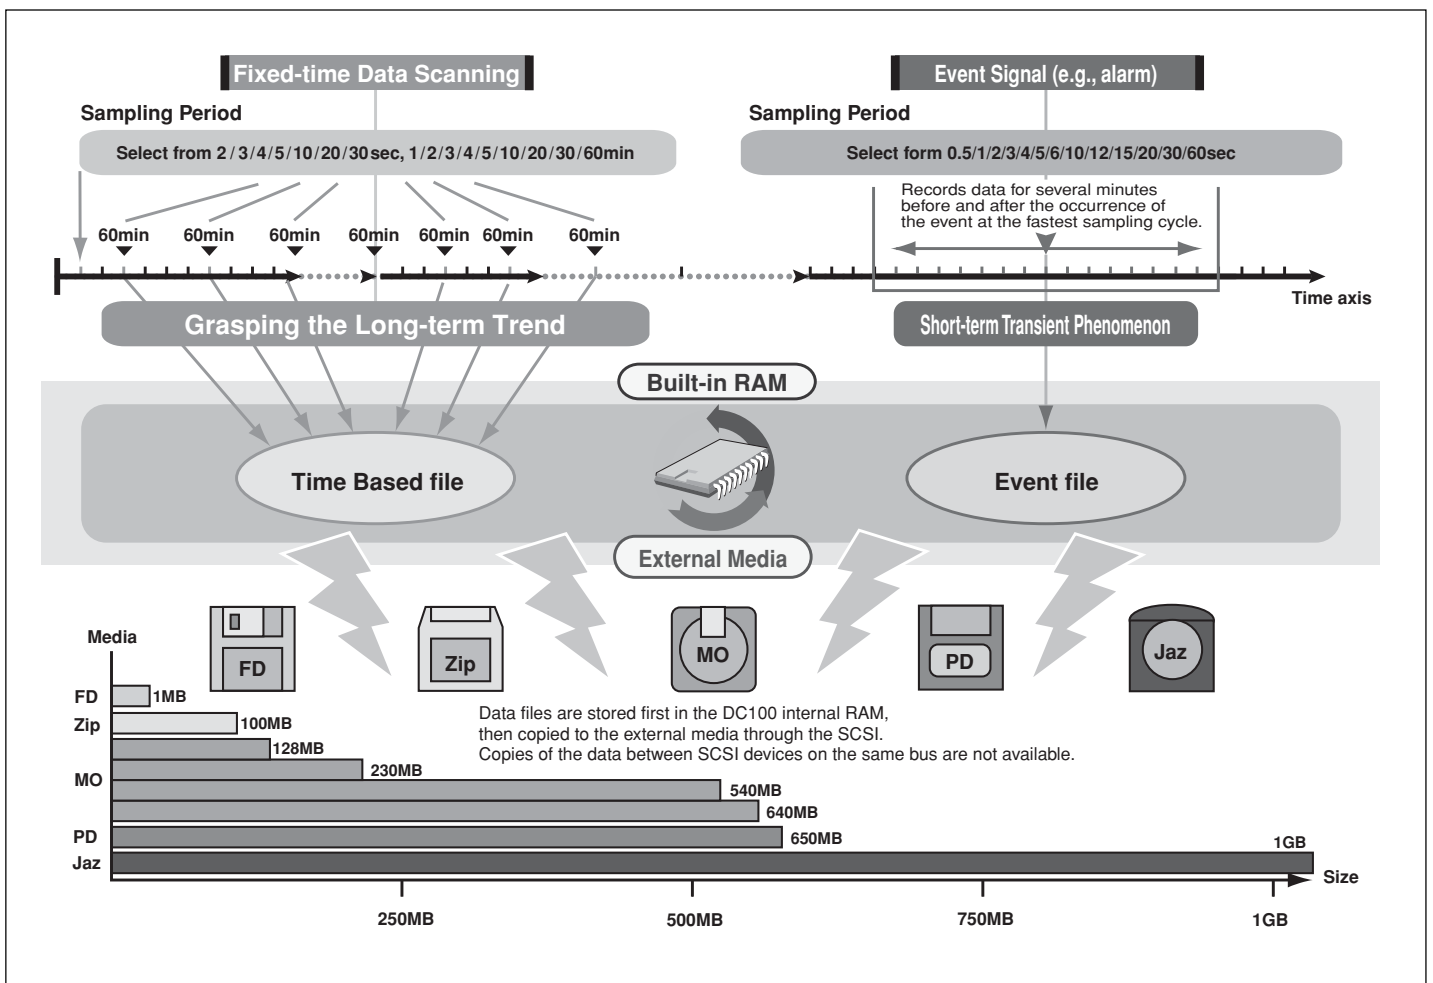 Fixed-time Data Scanning
Event Signal (e.g., alarm)
Sampling Period
Sampling Period
Select from 2/3/4/5/10/20/30sec, 1/2/3/4/5/10/20/30/60min
Select form 0.5/1/2/3/4/5/6/10/12/15/20/30/60sec
Records data for several minutes
before and after the occurrence of
the event at the fastest sampling cycle.
60min 60min 60min 60min 60min 60min 60min
Time axis
Grasping the Long-term Trend
Short-term Transient Phenomenon
Built-in RAM
Time Based file
Event file
External Media
FD
Zip
MO
PD
Jaz
Media
Data files are stored first in the DC100 internal RAM,
then copied to the external media through the SCSI.
Copies of the data between SCSI devices on the same bus are not available.
FD 1MB
Zip 100MB
128MB
230MB
MO
540MB
640MB
PD 650MB
Jaz 1GB
Size
250MB 500MB 750MB 1GB